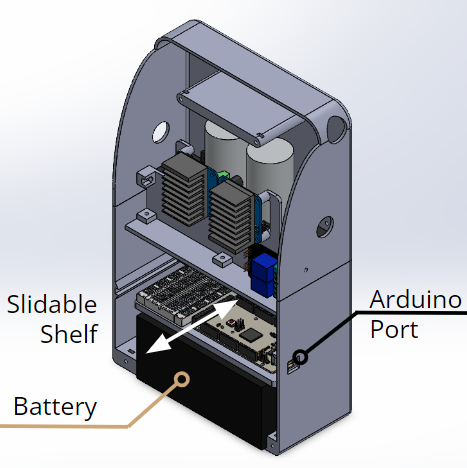 Slidable
Shelf
Arduino
Port
Battery